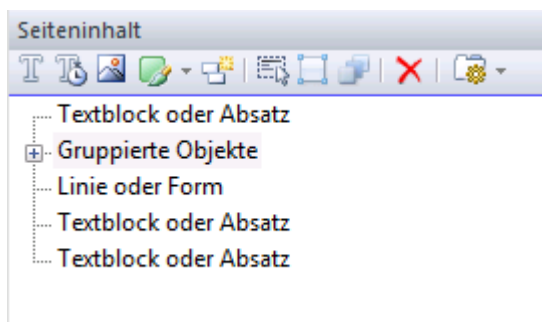 Seiteninhalt
Textblock oder Absatz
Gruppierte Objekte
Linie oder Form
Textblock oder Absatz
Textblock oder Absatz